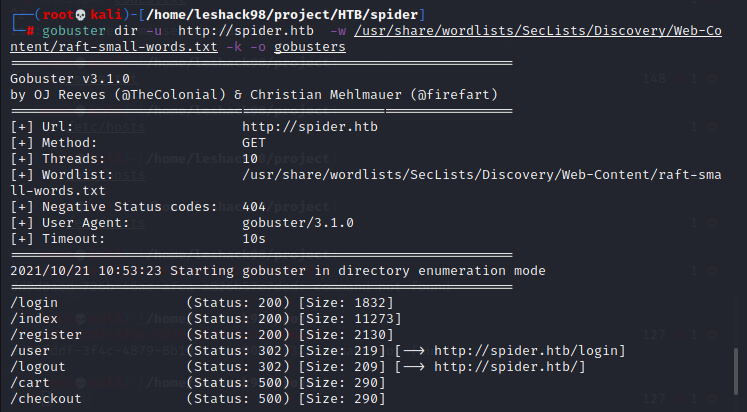 (root💀kali)-[/home/leshack98/project/HTB/spider]
# gobuster dir -u  http://spider.htb  -w /usr/share/wordlists/SecLists/Discovery/Web-Co
ntent/raft-small-words.txt -k -o gobusters
===============================================================
Gobuster v3.1.0
by OJ Reeves (@TheColonial) & Christian Mehlmauer (@firefart)
===============================================================
[+] Url:                     http://spider.htb
[+] Method:                  GET
[+] Threads:                 10
[+] Wordlist:                /usr/share/wordlists/SecLists/Discovery/Web-Content/raft-sma
ll-words.txt
[+] Negative Status codes:   404
[+] User Agent:              gobuster/3.1.0
[+] Timeout:                 10s
===============================================================
2021/10/21 10:53:23 Starting gobuster in directory enumeration mode
===============================================================
/login                (Status: 200) [Size: 1832]
/index                (Status: 200) [Size: 11273]
/register             (Status: 200) [Size: 2130]
/user                 (Status: 302) [Size: 219] [--> http://spider.htb/login]
/logout               (Status: 302) [Size: 209] [--> http://spider.htb/]
/cart                 (Status: 500) [Size: 290]
/checkout             (Status: 500) [Size: 290]